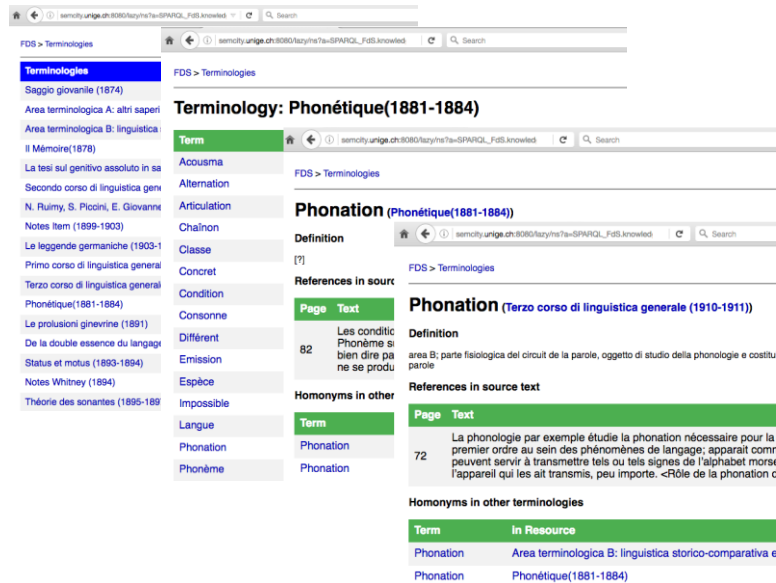 semcity.unige.ch:8080/lazy/ns?a=SPARQL_FdS.knowled
Search
FDS > Terminologies
Terminologies
Saggio giovanile (1874)
Area terminologica A: altri saperi
Area terminologica B: linguistica
Il Mémoire(1878)
La tesi sul genitivo assoluto in sa
Secondo corso di linguistica gene
N. Ruimy, S. Piccini, E. Giovanne
Notes Item (1899-1903)
Le leggende germaniche (1903-1
Primo corso di linguistica general
Terzo corso di linguistica general
Phonétique(1881-1884)
Le prolusioni ginevrine (1891)
De la double essence du langage
Status et motus (1893-1894)
Notes Whitney (1894)
Théorie des sonantes (1895-189
semcity.unige.ch:8080/lazy/ns?a=SPARQL_FdS.knowled
Search
FDS > Terminologies
Terminology: Phonétique(1881-1884)
Term
Acousma
Alternation
Articulation
Chaînon
Classe
Concret
Condition
Consonne
Différent
Emission
Espèce
Impossible
Langue
Phonation
Phonème
semcity.unige.ch:8080/lazy/ns?a=SPARQL_FdS.knowled
Search
FDS > Terminologies
Phonation (Phonétique(1881-1884))
Definition
[?]
References in sourc
Page Text
82
Les conditio
Phonème s
bien dire pa
ne se produ
Homonyms in other
Term
Phonation
Phonation
semcity.unige.ch:8080/lazy/ns?a=SPARQL_FdS.knowled
Search
FDS > Terminologies
Phonation (Terzo corso di linguistica generale (1910-1911))
Definition
area B; parte fisiologica del circuit de la parole, oggetto di studio della phonologie e costitu
parole
References in source text
Page Text
72
La phonologie par exemple étudie la phonation nécessaire pour la
premier ordre au sein des phénomènes de langage; apparait comm
peuvent servir à transmettre tels ou tels signes de l'alphabet morse
l'appareil qui les ait transmis, peu importe. <Rôle de la phonation d
Homonyms in other terminologies
Term In Resource
Phonation Area terminologica B: linguistica storico-comparativa e
Phonation Phonétique(1881-1884)